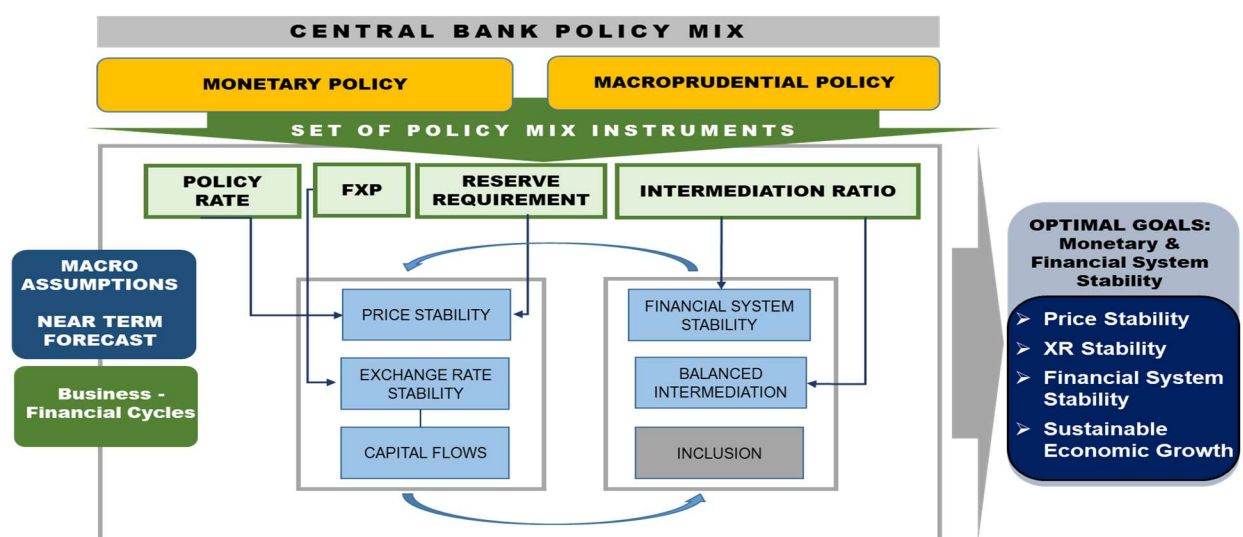 CENTRAL BANK POLICY MIX
MONETARY POLICY
MACROPRUDENTIAL POLICY
SET OF POLICY MIX INSTRUMENTS
POLICY
RATE
FXP
RESERVE
REQUIREMENT
INTERMEDIATION RATIO
MACRO
ASSUMPTIONS
NEAR TERM
FORECAST
Business -
Financial Cycles
PRICE STABILITY
EXCHANGE RATE
STABILITY
CAPITAL FLOWS
FINANCIAL SYSTEM
STABILITY
BALANCED
INTERMEDIATION
INCLUSION
OPTIMAL GOALS:
Monetary &
Financial System
Stability
➢ Price Stability
➢ XR Stability
➢ Financial System
Stability
➢ Sustainable
Economic Growth